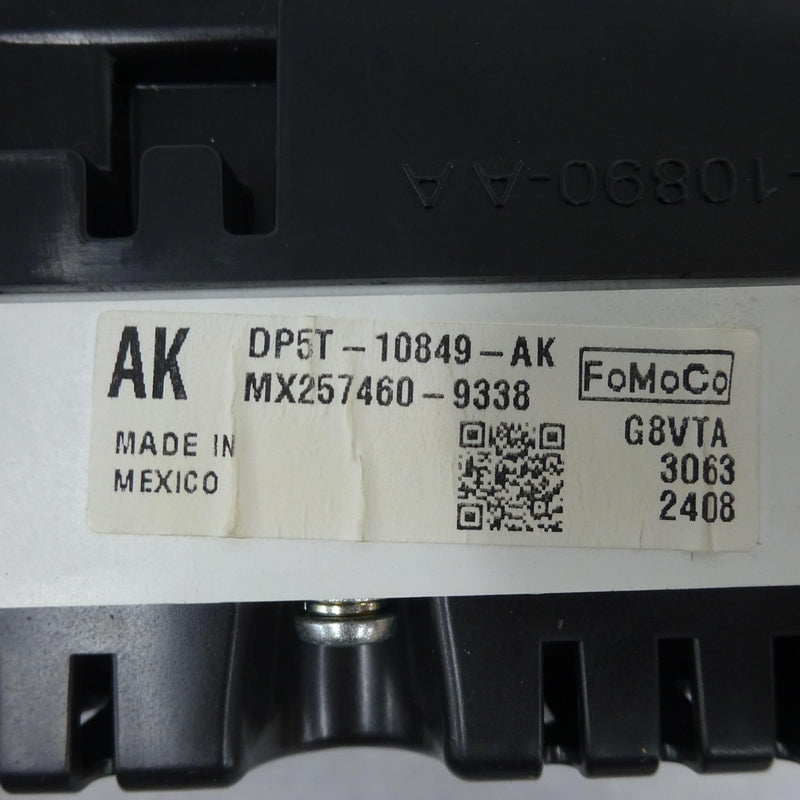 -10890-AA
AK
DP5T-10849-AK
MX257460-9338
FoMoCo
MADE IN
MEXICO
G8VTA
3063
2408